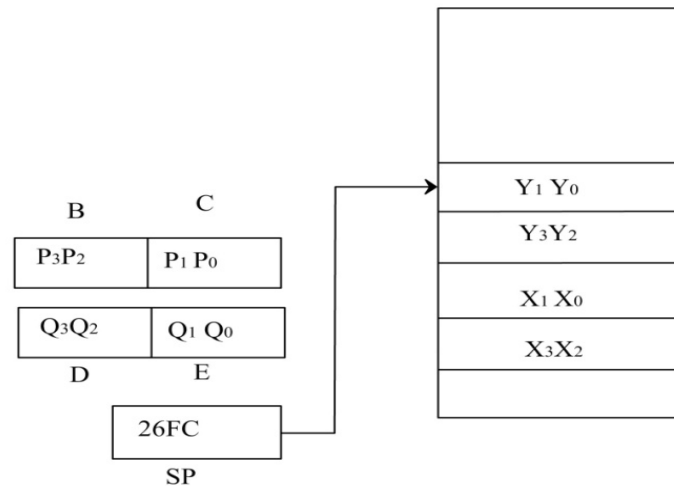 B C
P₃P₂ P₁ P₀
Q₃Q₂ Q₁ Q₀
D E
26FC
SP
Y₁ Y₀
Y₃Y₂
X₁ X₀
X₃X₂